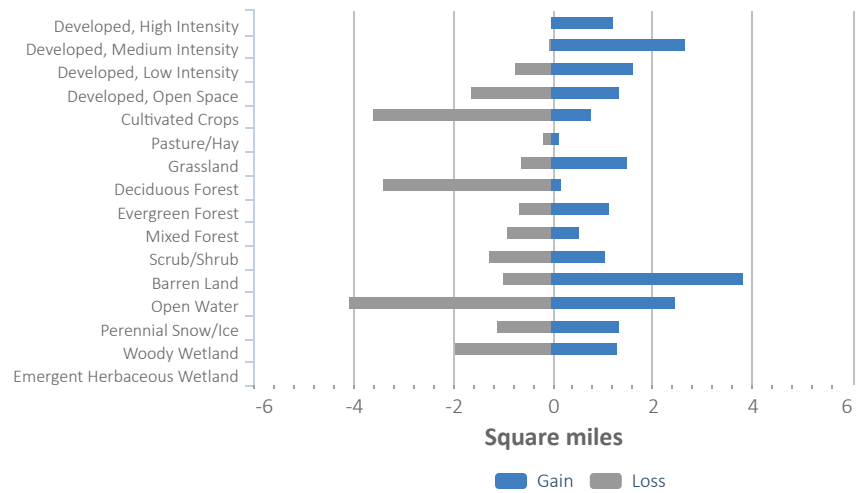 Developed, High Intensity
Developed, Medium Intensity
Developed, Low Intensity
Developed, Open Space
Cultivated Crops
Pasture/Hay
Grassland
Deciduous Forest
Evergreen Forest
Mixed Forest
Scrub/Shrub
Barren Land
Open Water
Perennial Snow/Ice
Woody Wetland
Emergent Herbaceous Wetland
-6 -4 -2 0 2 4 6
Square miles
Gain Loss